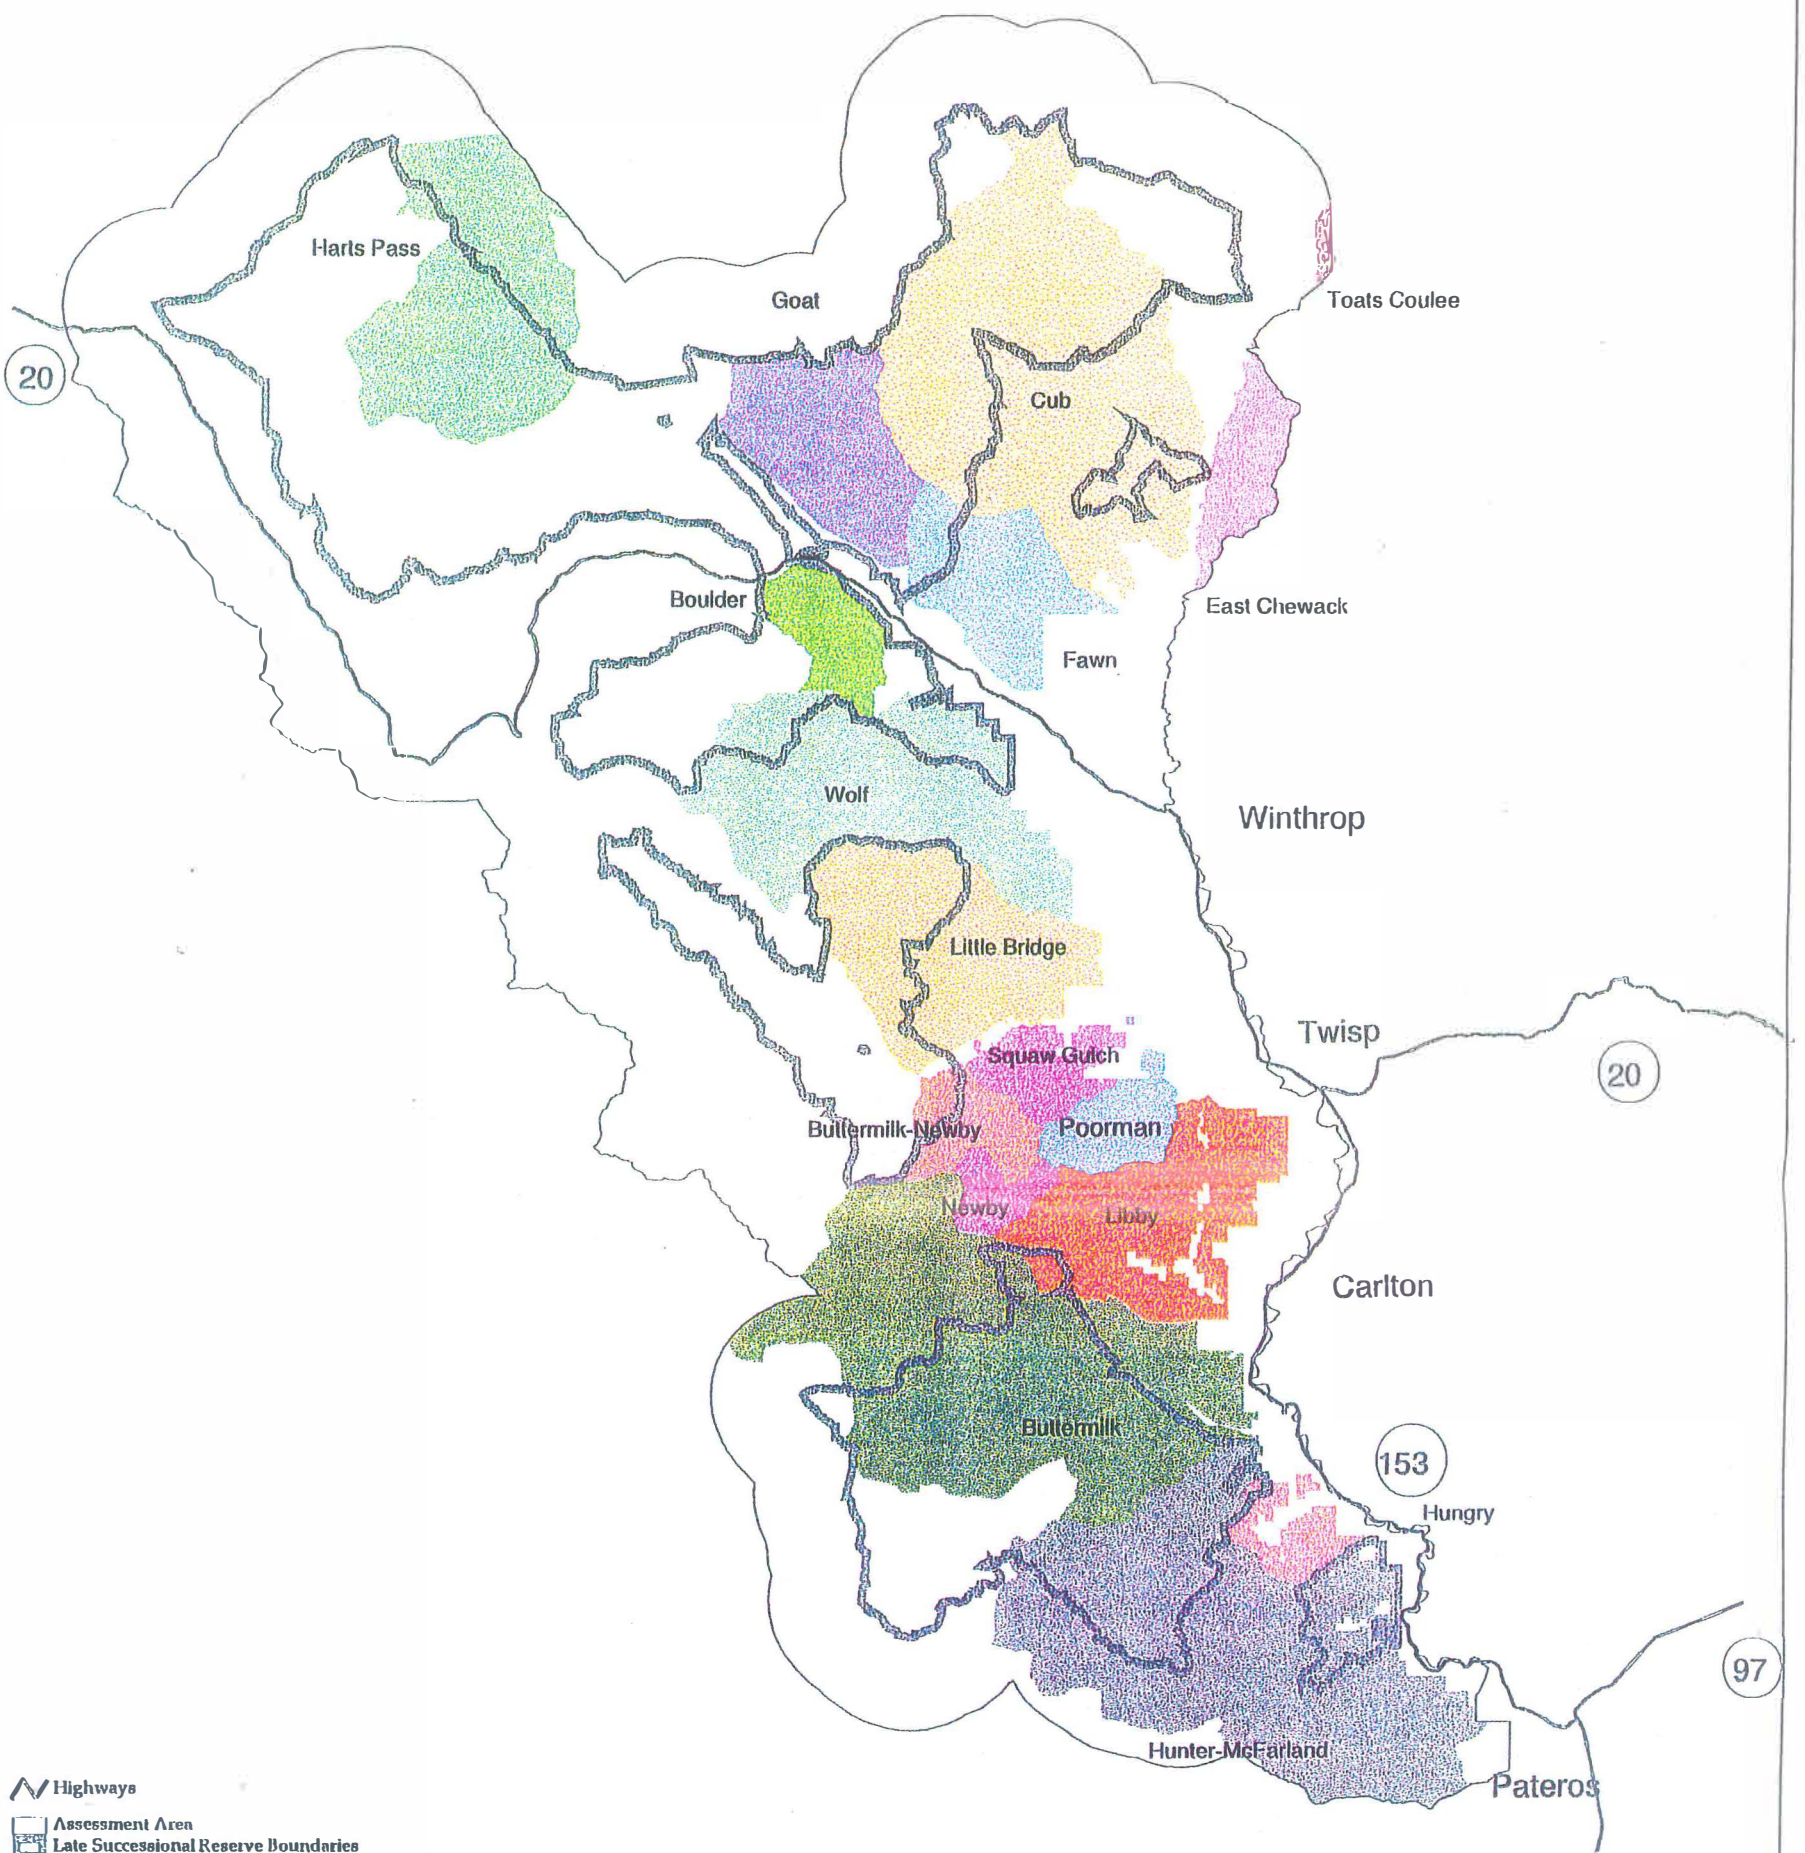 Harts Pass
Goat
Toats Coulee
20
Cub
Boulder
East Chewack
Fawn
Wolf
Winthrop
Little Bridge
Twisp
Squaw Gulch
20
Buttermilk-Newby
Poorman
Newby
Libby
Carlton
Buttermilk
153
Hungry
97
Hunter-McFarland
Pateros
Highways
Assessment Area
Late Successional Reserve Boundaries